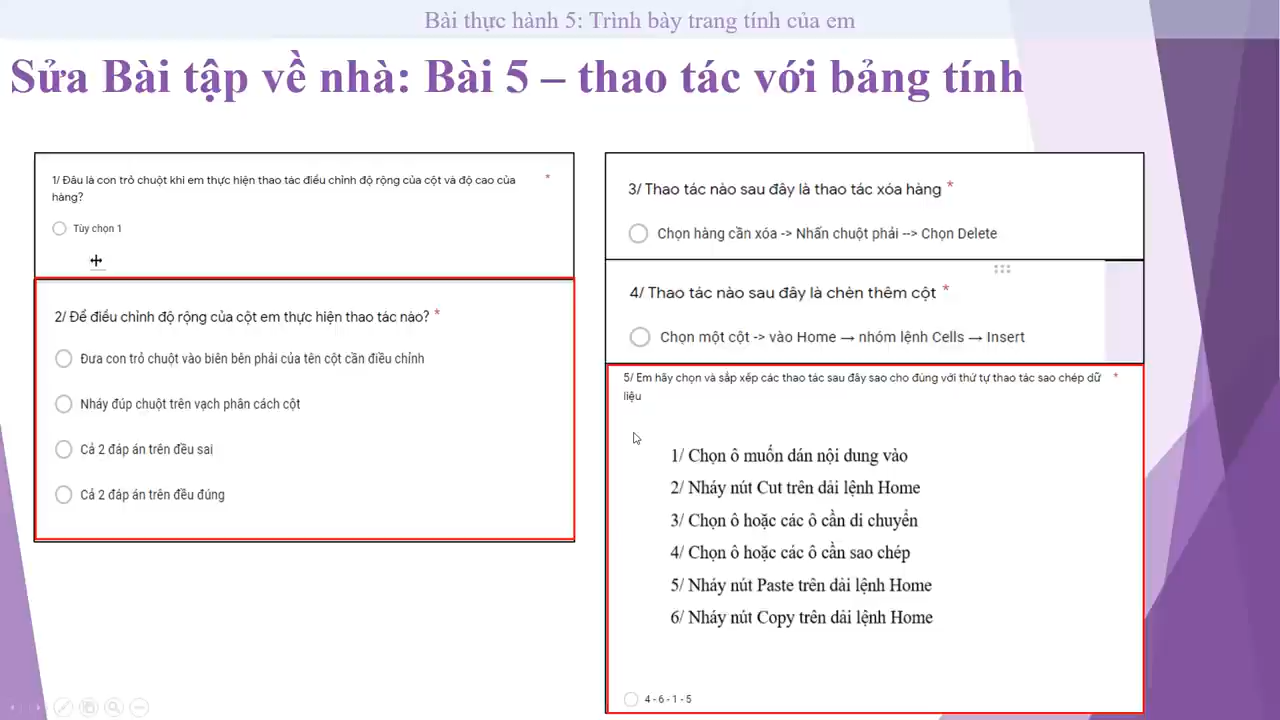 Bài thực hành 5: Trình bày trang tính của em
Sửa Bài tập về nhà: Bài 5 – thao tác với bảng tính
1/ Đâu là con trỏ chuột khi em thực hiện thao tác điều chỉnh độ rộng của cột và độ cao của *
hàng?
Tùy chọn 1
2/ Để điều chỉnh độ rộng của cột em thực hiện thao tác nào? *
Đưa con trỏ chuột vào biên bên phải của tên cột cần điều chỉnh
Nháy đúp chuột trên vạch phân cách cột
Cả 2 đáp án trên đều sai
Cả 2 đáp án trên đều đúng
3/ Thao tác nào sau đây là thao tác xóa hàng *
Chọn hàng cần xóa -> Nhấn chuột phải --> Chọn Delete
4/ Thao tác nào sau đây là chèn thêm cột *
Chọn một cột -> vào Home → nhóm lệnh Cells → Insert
5/ Em hãy chọn và sắp xếp các thao tác sau đây sao cho đúng với thứ tự thao tác sao chép dữ *
liệu
1/ Chọn ô muốn dán nội dung vào
2/ Nháy nút Cut trên dải lệnh Home
3/ Chọn ô hoặc các ô cần di chuyển
4/ Chọn ô hoặc các ô cần sao chép
5/ Nháy nút Paste trên dải lệnh Home
6/ Nháy nút Copy trên dải lệnh Home
4 - 6 - 1 - 5